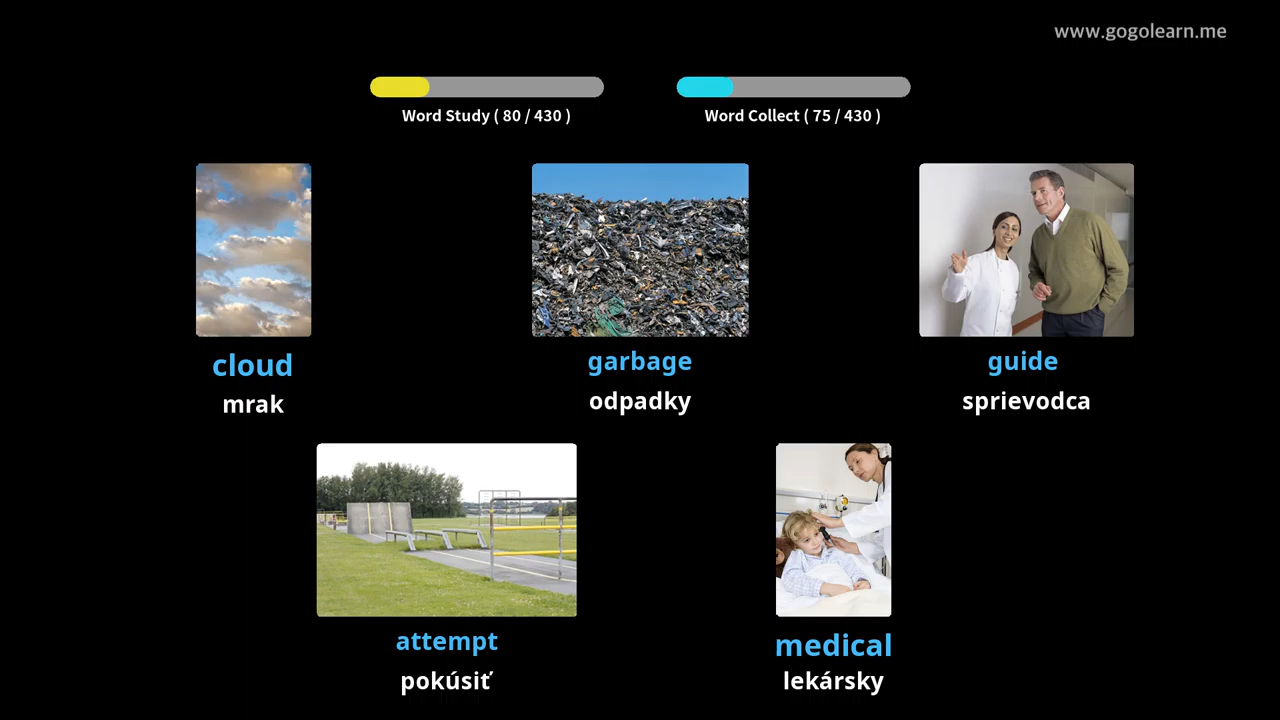 www.gogolearn.me
Word Study ( 80 / 430 )
Word Collect ( 75 / 430 )
cloud
mrak
garbage
odpadky
guide
sprievodca
attempt
pokúsiť
medical
lekársky